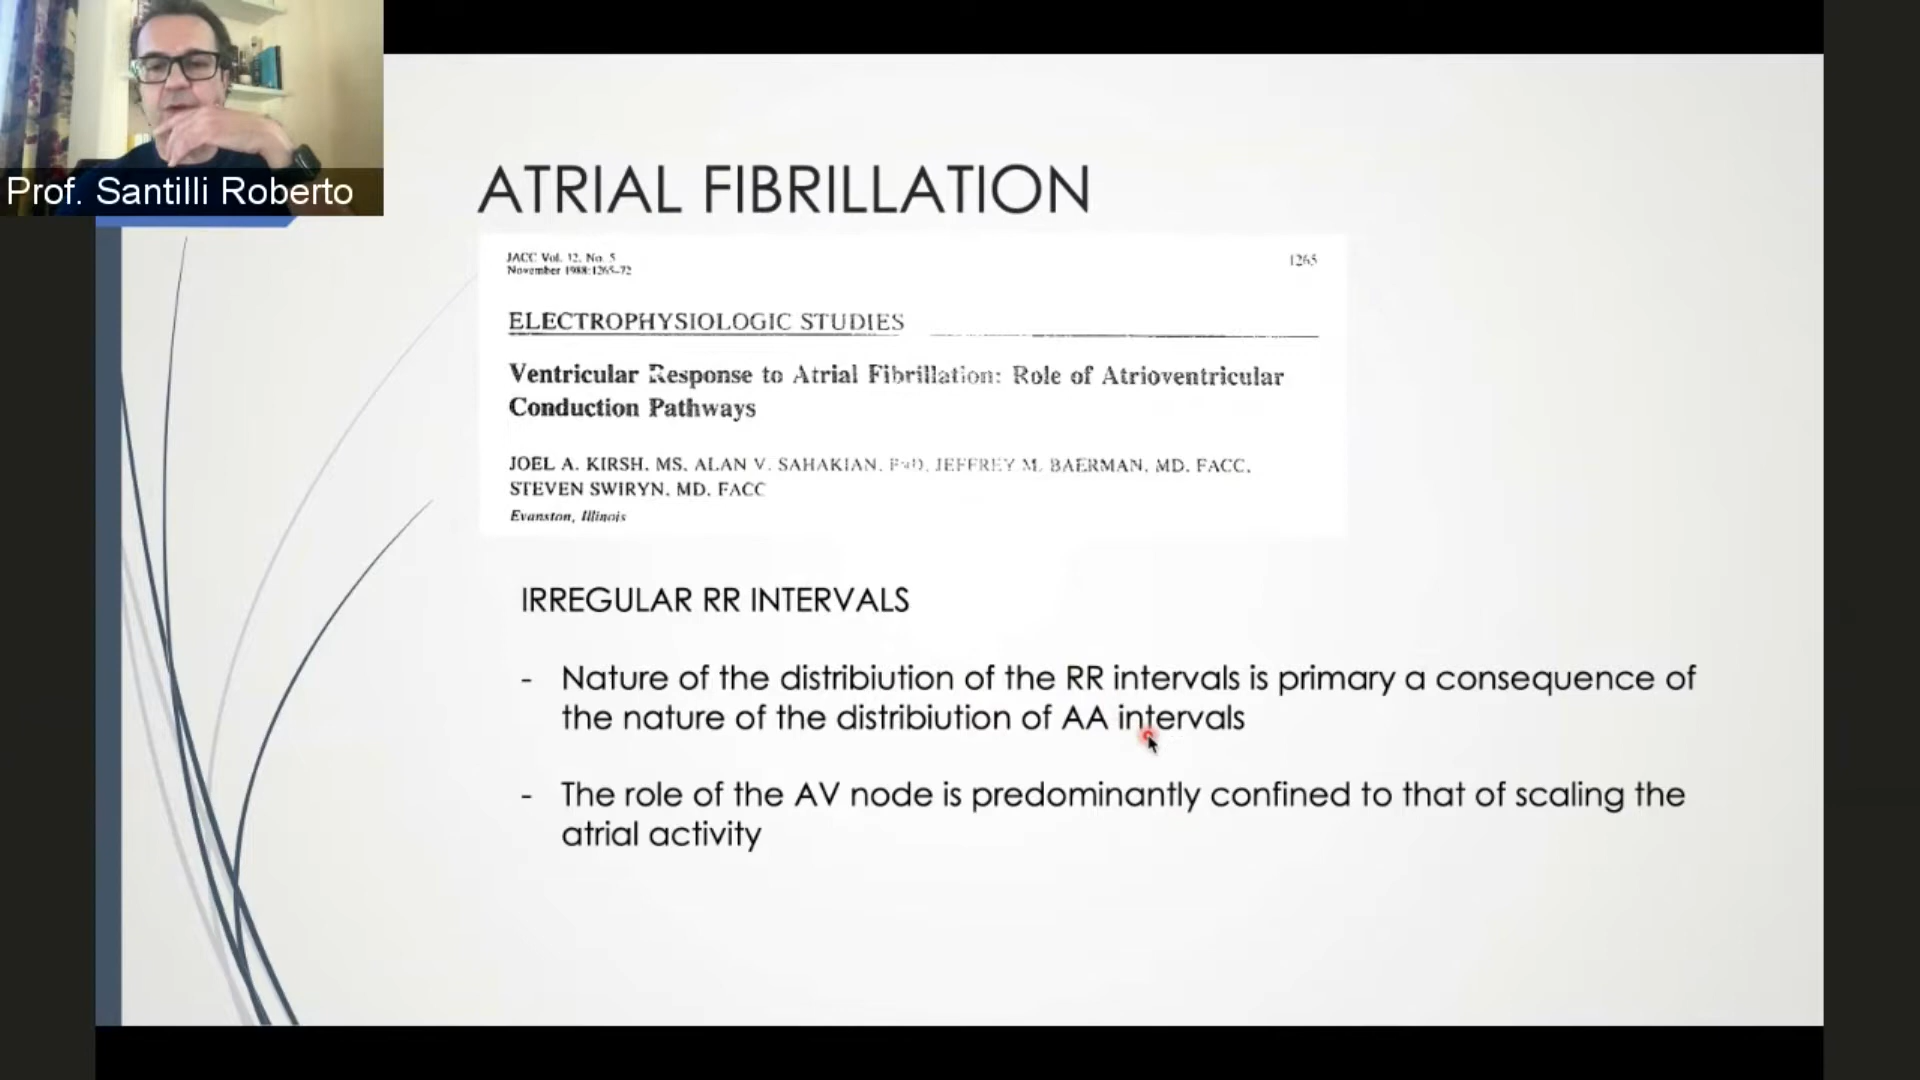 Prof. Santilli Roberto
ATRIAL FIBRILLATION
JACC Vol. 12, No. 5
November 1988:1265-72
1265
ELECTROPHYSIOLOGIC STUDIES
Ventricular Response to Atrial Fibrillation: Role of Atrioventricular
Conduction Pathways
JOEL A. KIRSH, MS, ALAN V. SAHAKIAN, PHD, JEFFREY M. BAERMAN, MD, FACC,
STEVEN SWIRYN, MD, FACC
Evanston, Illinois
IRREGULAR RR INTERVALS
- Nature of the distribiution of the RR intervals is primary a consequence of
the nature of the distribiution of AA intervals
- The role of the AV node is predominantly confined to that of scaling the
atrial activity